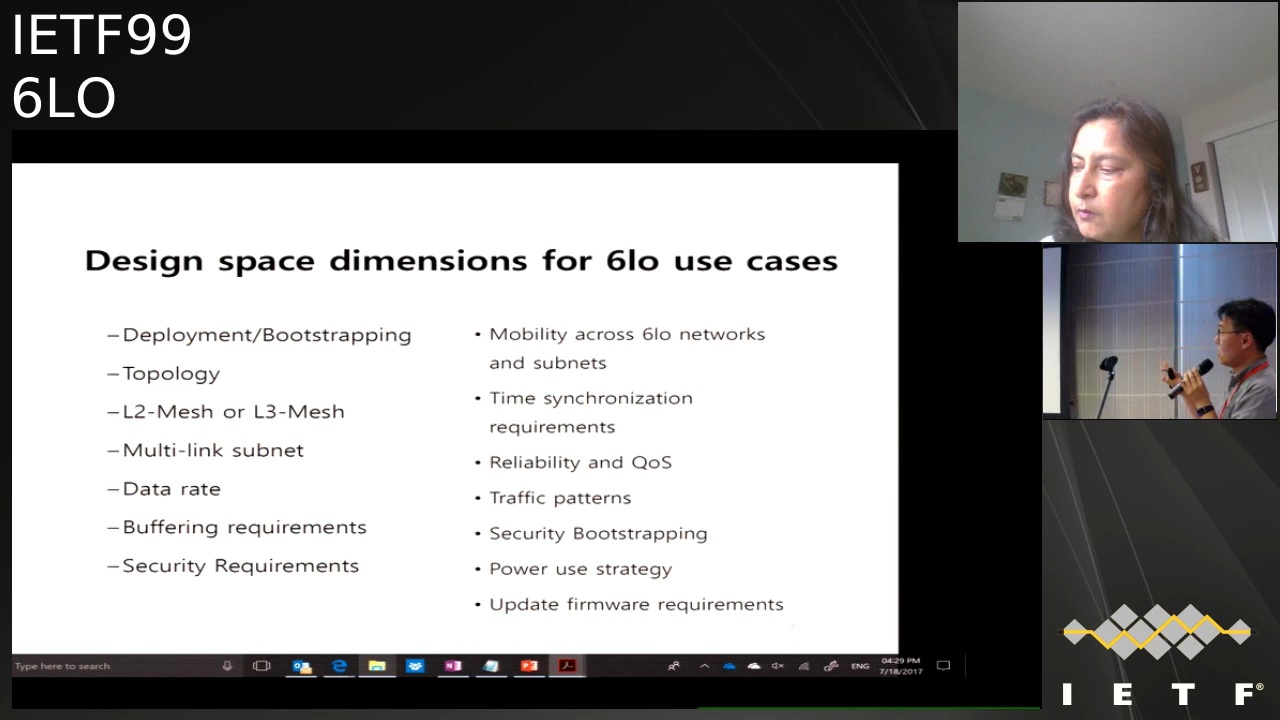 IETF99
6LO
Design space dimensions for 6lo use cases
–Deployment/Bootstrapping
–Topology
–L2-Mesh or L3-Mesh
–Multi-link subnet
–Data rate
–Buffering requirements
–Security Requirements
• Mobility across 6lo networks
and subnets
• Time synchronization
requirements
• Reliability and QoS
• Traffic patterns
• Security Bootstrapping
• Power use strategy
• Update firmware requirements
Type here to search
ENG
04:29 PM
7/18/2017
I E T F®